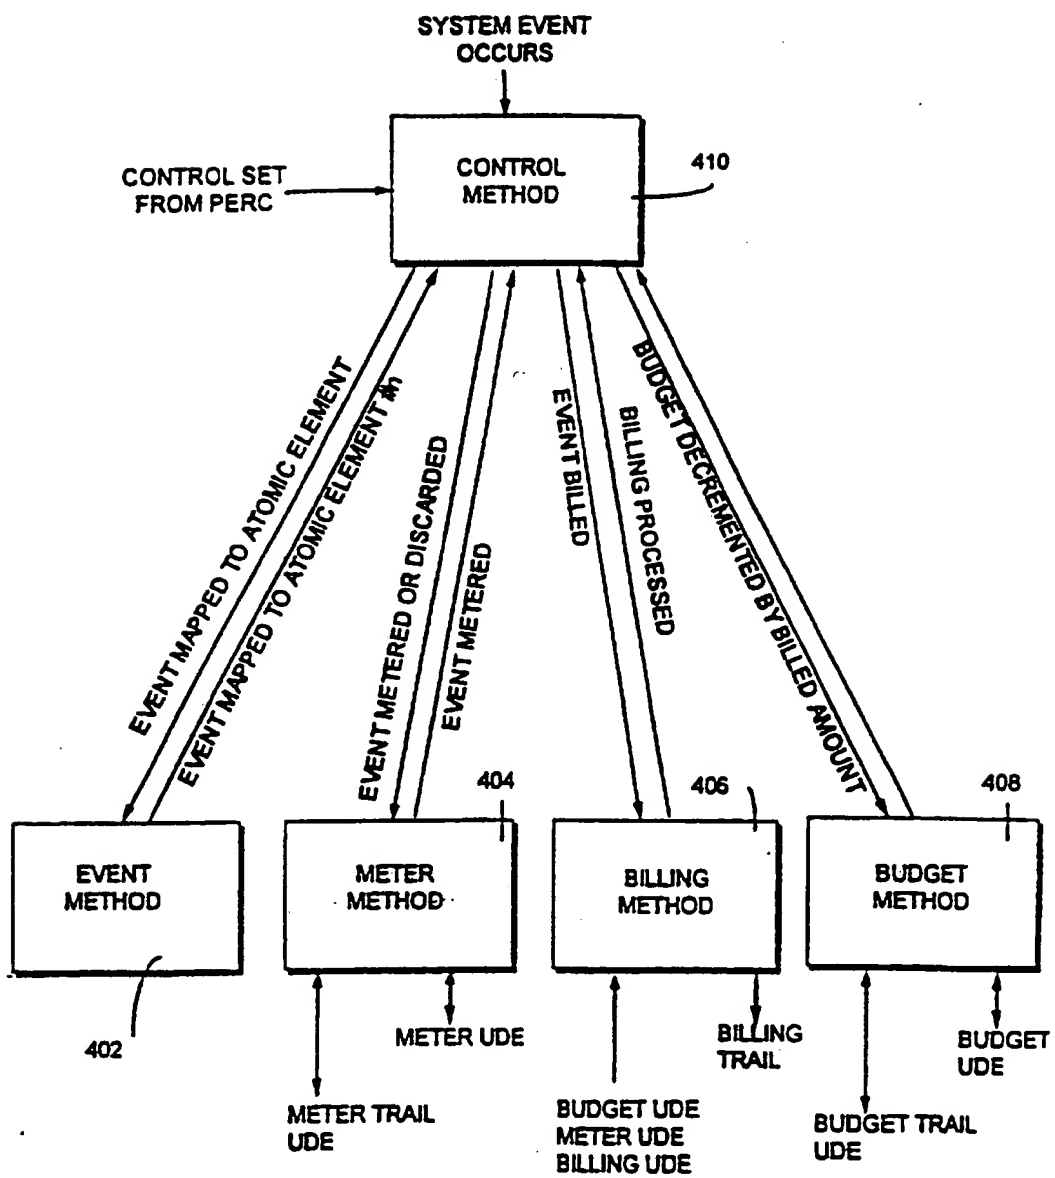 SYSTEM EVENT
OCCURS
CONTROL SET
FROM PERC
CONTROL
METHOD
410
EVENT MAPPED TO ATOMIC ELEMENT
EVENT MAPPED TO ATOMIC ELEMENT #n
EVENT METERED OR DISCARDED
EVENT METERED
EVENT BILLED
BILLING PROCESSED
BUDGET DECREMENTED BY BILLED AMOUNT
404
406
408
EVENT
METHOD
METER
METHOD
BILLING
METHOD
BUDGET
METHOD
402
METER UDE
METER TRAIL
UDE
BILLING
TRAIL
BUDGET UDE
METER UDE
BILLING UDE
BUDGET
UDE
BUDGET TRAIL
UDE